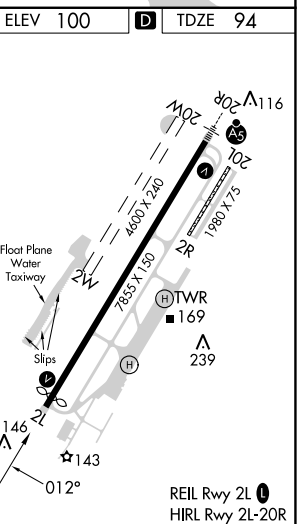 ELEV 100 D TDZE 94
20W
20R
116
A5
20L
V
4600 X 240
1980 X 75
2R
Float Plane
Water
Taxiway
2W
7855 X 150
H TWR
169
239
Slips
H
V
2L
146
143
012°
REIL Rwy 2L L
HIRL Rwy 2L-20R